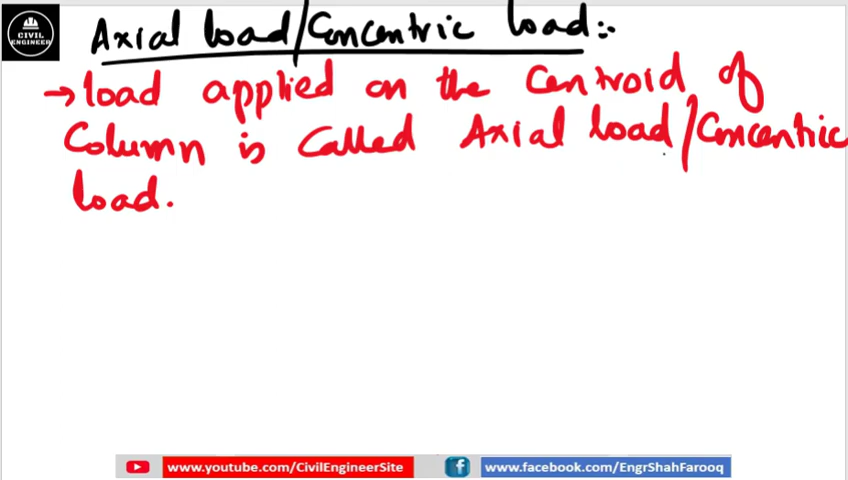 CIVIL
ENGINEER
Axial load/Concentric load:-
→ load applied on the Centroid of
Column is Called Axial load/Concentric
load.
www.youtube.com/CivilEngineerSite
www.facebook.com/EngrShahFarooq